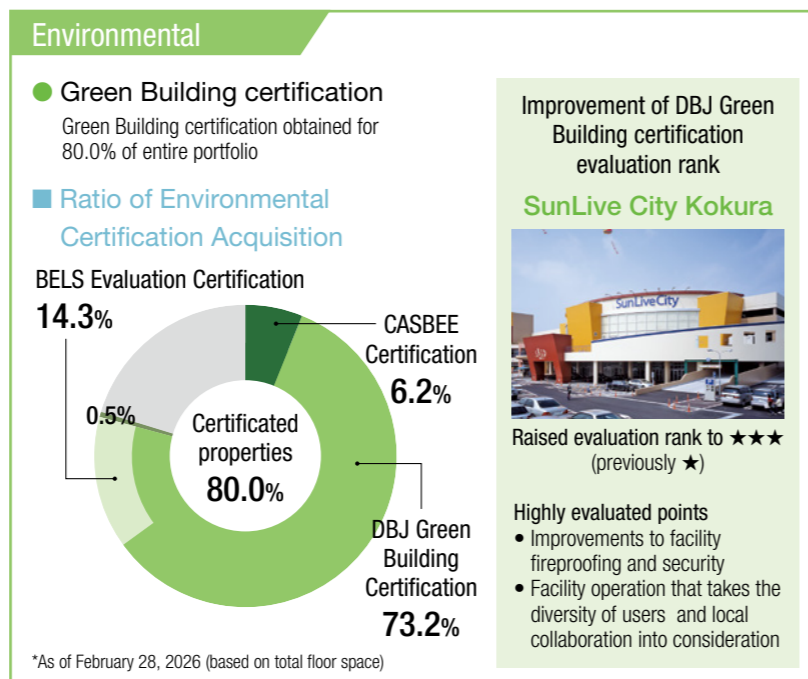 Environmental
● Green Building certification
Green Building certification obtained for
80.0% of entire portfolio
■ Ratio of Environmental
Certification Acquisition
BELS Evaluation Certification
14.3%
CASBEE
Certification
6.2%
0.5%
Certificated
properties
80.0%
DBJ Green
Building
Certification
73.2%
*As of February 28, 2026 (based on total floor space)
Improvement of DBJ Green
Building certification
evaluation rank
SunLive City Kokura
SunLiveCity
Raised evaluation rank to ★★★
(previously ★)
Highly evaluated points
• Improvements to facility
fireproofing and security
• Facility operation that takes the
diversity of users and local
collaboration into consideration